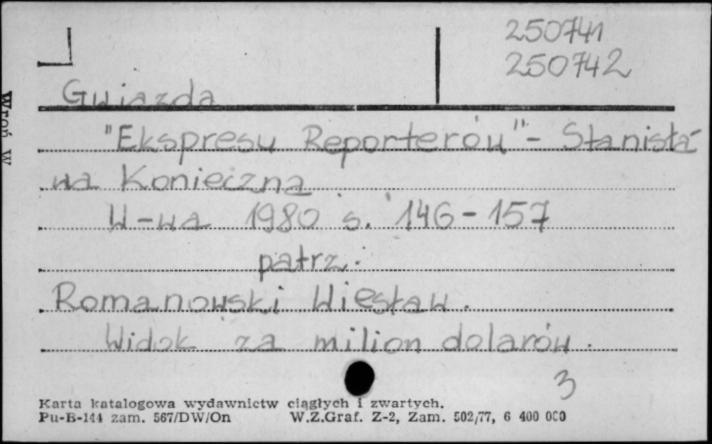 250741
250742
Gwiazda
"Ekspresu Reporterów" - Stanisła-
wa Konieczna
W-wa 1980 s. 146-157
patrz:
Romanowski Wiesław.
Widok za milion dolarów.
3
Karta katalogowa wydawnictw ciągłych i zwartych.
Pu-B-144 zam. 567/DW/On W.Z.Graf. Z-2, Zam. 502/77, 6 400 000